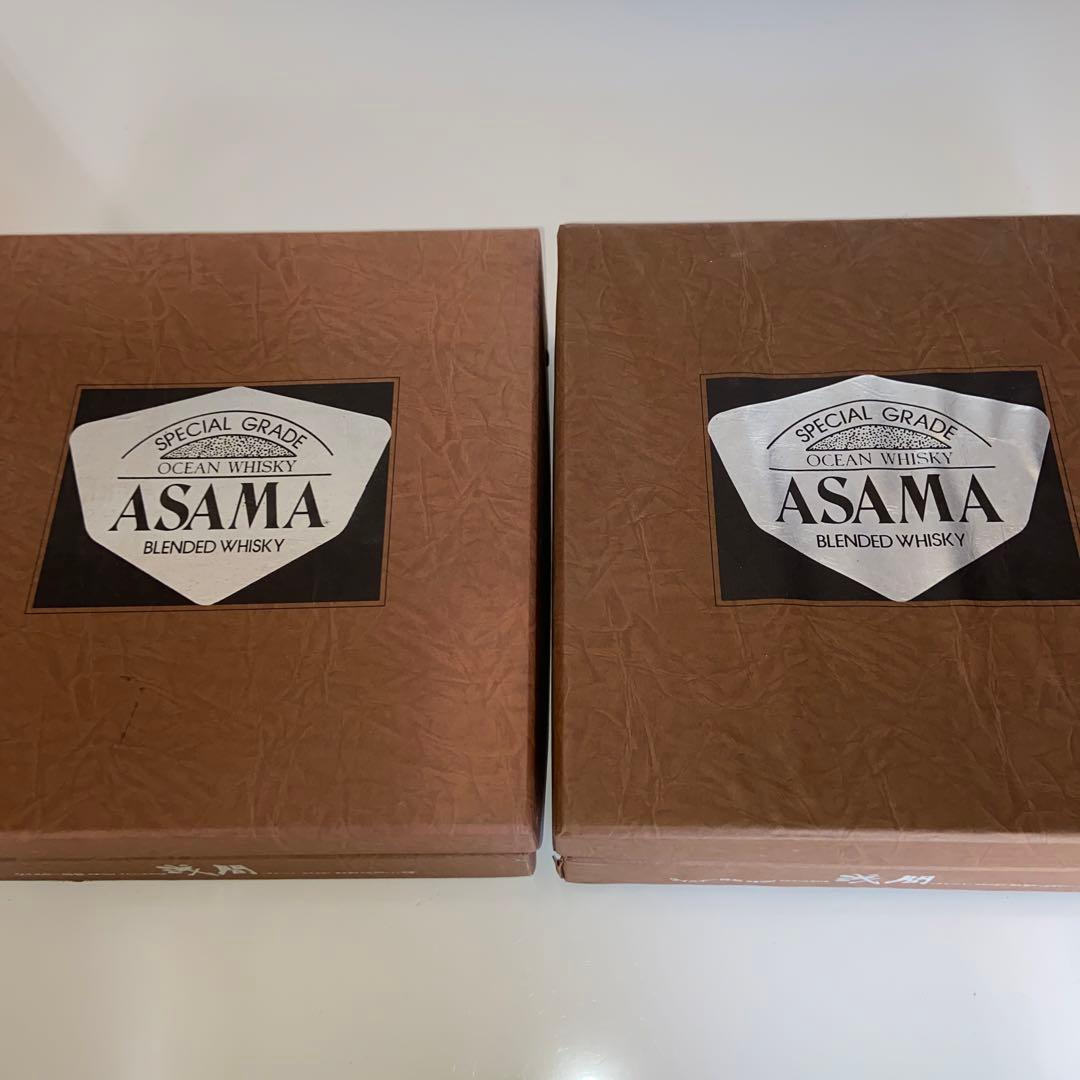 SPECIAL GRADE
OCEAN WHISKY
ASAMA
BLENDED WHISKY
SPECIAL GRADE
OCEAN WHISKY
ASAMA
BLENDED WHISKY